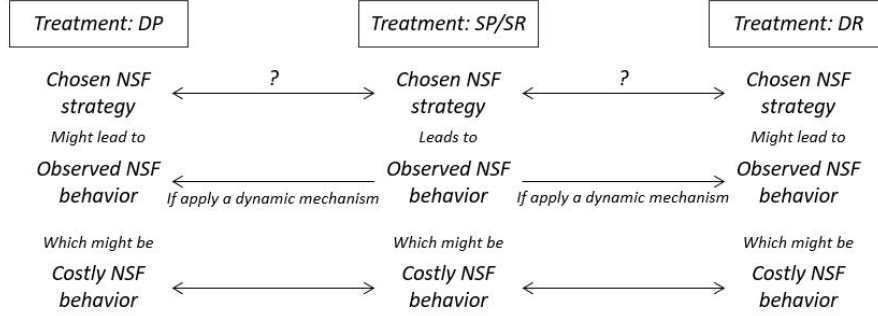 Treatment: DP
Treatment: SP/SR
Treatment: DR
Chosen NSF
strategy
?
Chosen NSF
strategy
?
Chosen NSF
strategy
Might lead to
Leads to
Might lead to
Observed NSF
behavior
If apply a dynamic mechanism
Observed NSF
behavior
If apply a dynamic mechanism
Observed NSF
behavior
Which might be
Which might be
Which might be
Costly NSF
behavior
Costly NSF
behavior
Costly NSF
behavior